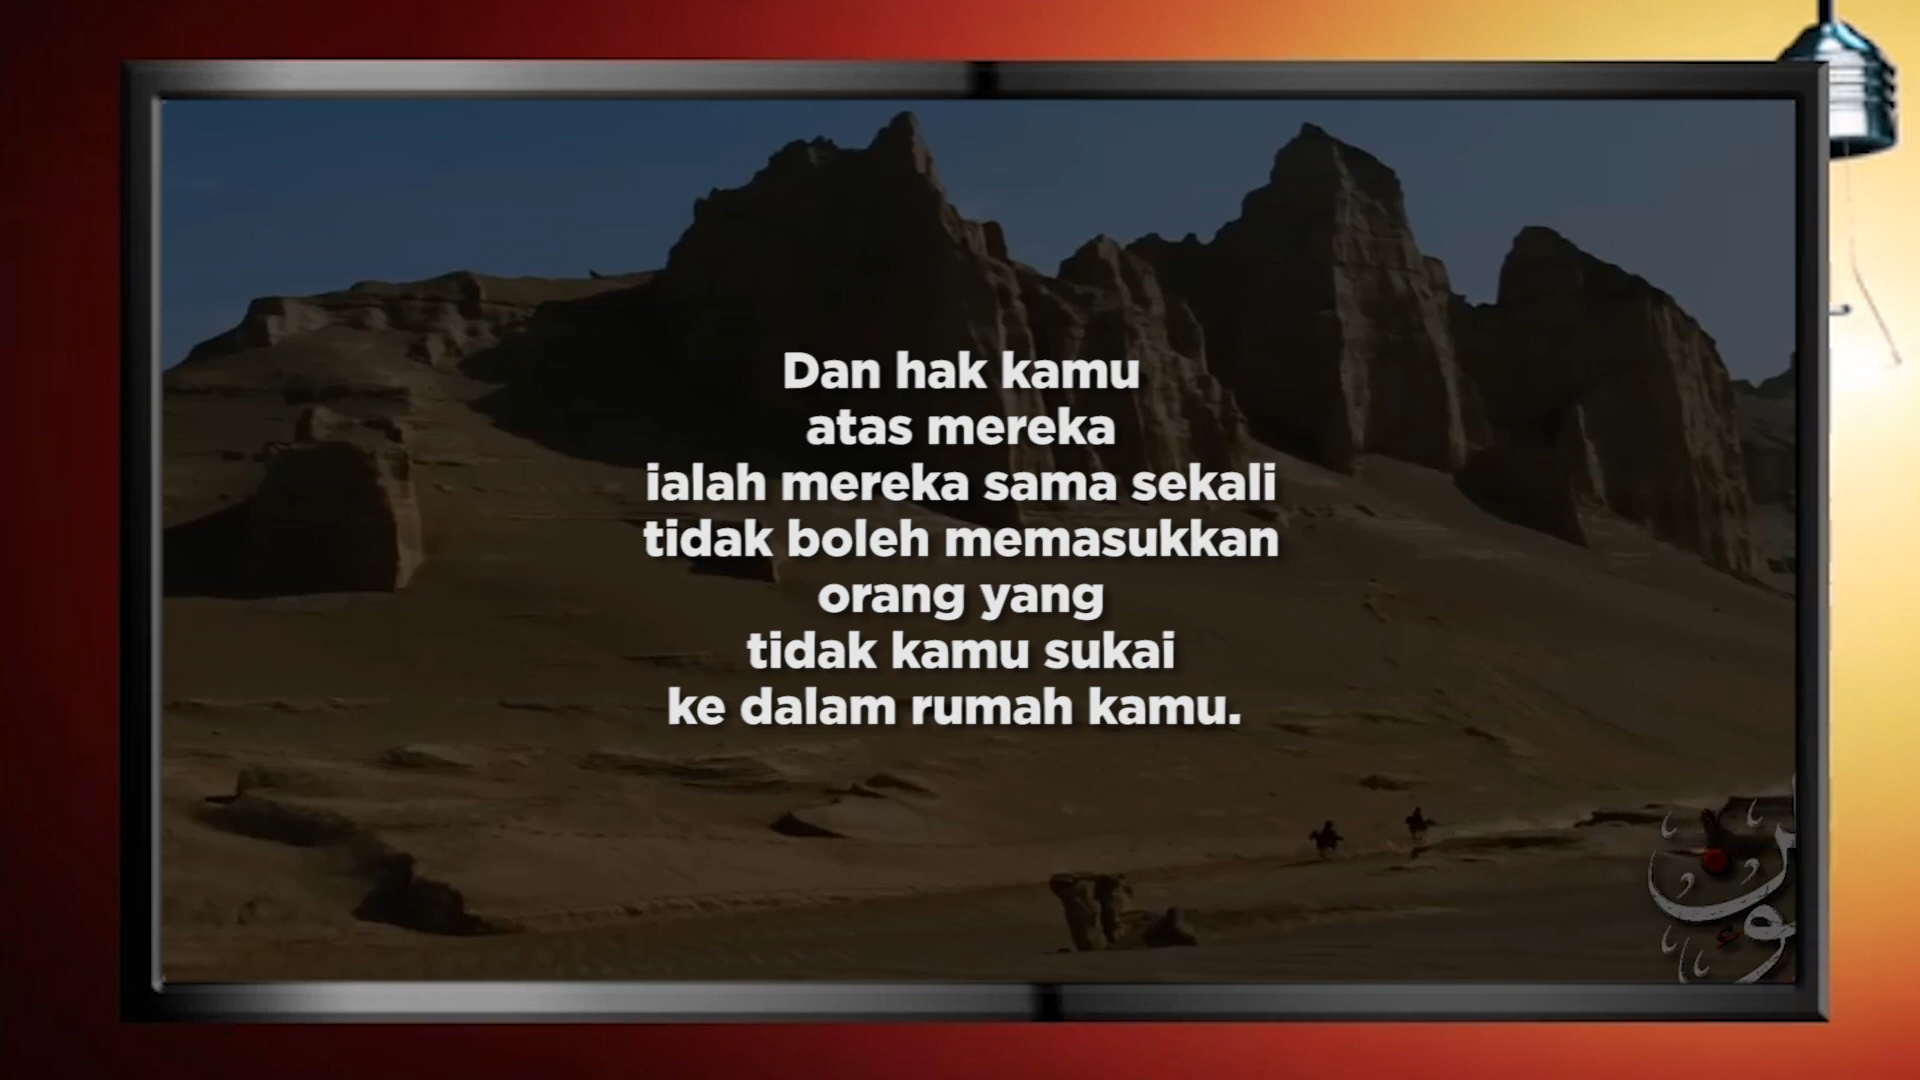 Dan hak kamu
atas mereka
ialah mereka sama sekali
tidak boleh memasukkan
orang yang
tidak kamu sukai
ke dalam rumah kamu.